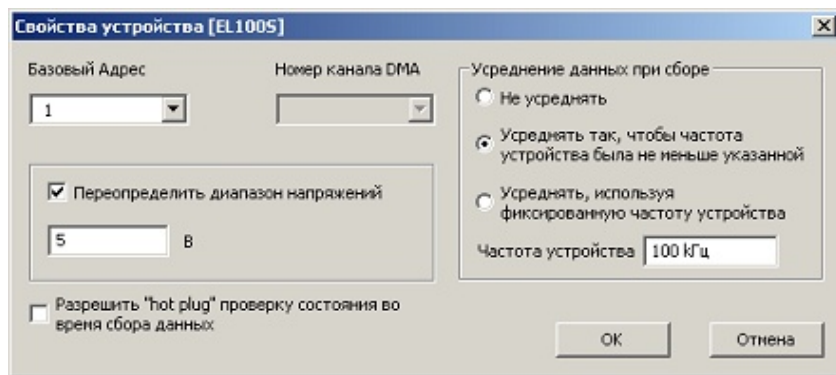 Свойства устройства [EL100S]
Базовый Адрес
Номер канала DMA
1
Переопределить диапазон напряжений
5 В
Разрешить "hot plug" проверку состояния во
время сбора данных
Усреднение данных при сборе
Не усреднять
Усреднять так, чтобы частота
устройства была не меньше указанной
Усреднять, используя
фиксированную частоту устройства
Частота устройства 100 kГц
OK
Отмена